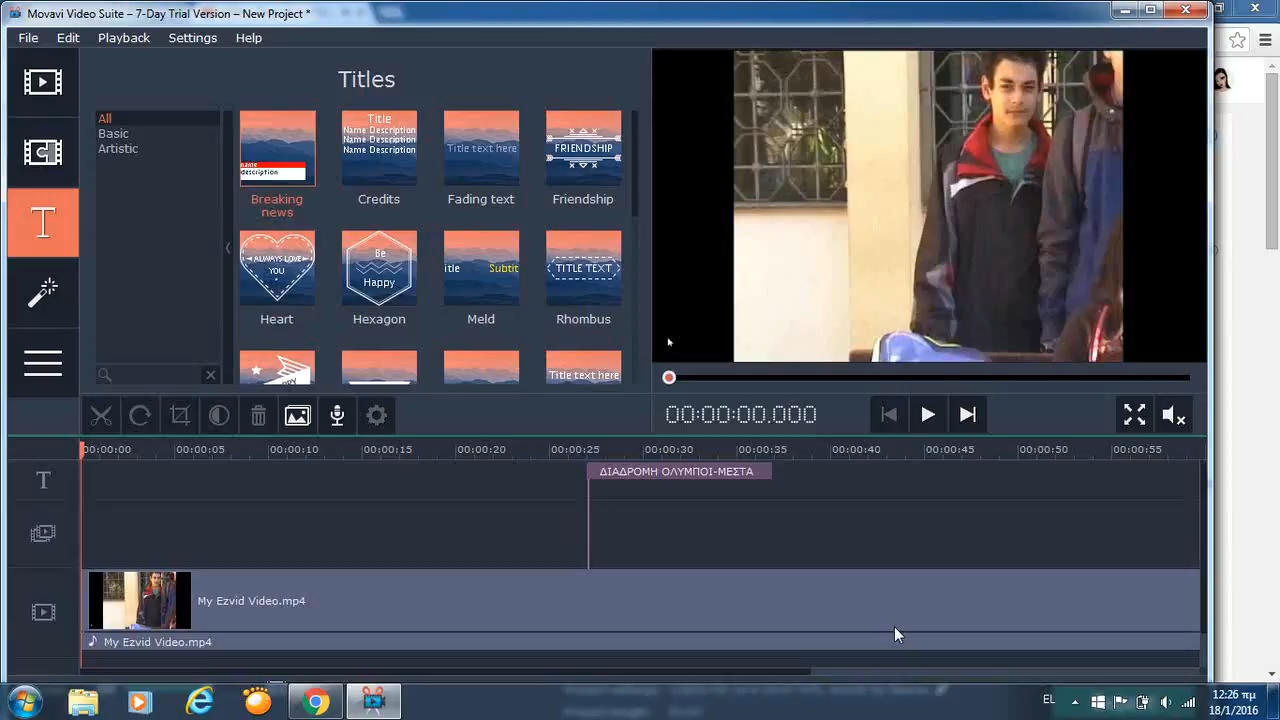 Movavi Video Suite – 7-Day Trial Version – New Project *
File Edit Playback Settings Help
Titles
All
Basic
Artistic
name
description
Breaking
news
Title
Name Description
Name Description
Name Description
Credits
Title text here
Fading text
FRIENDSHIP
Friendship
ALWAYS LOVE
YOU
Heart
Be
Happy
Hexagon
itle Subtit
Meld
TITLE TEXT
Rhombus
Title text here
00:00:00.000
00:00:00 00:00:05 00:00:10 00:00:15 00:00:20 00:00:25 00:00:30 00:00:35 00:00:40 00:00:45 00:00:50 00:00:55
T
ΔΙΑΔΡΟΜΗ ΟΛΥΜΠΟΙ-ΜΕΣΤΑ
My Ezvid Video.mp4
My Ezvid Video.mp4
EL
12:26 πμ
18/1/2016